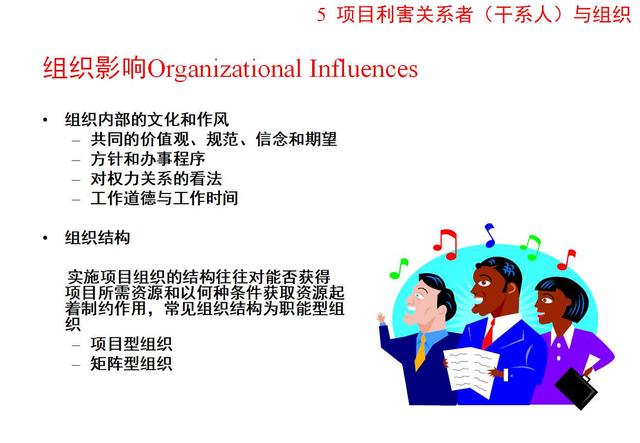 5 项目利害关系者（干系人）与组织
组织影响Organizational Influences
• 组织内部的文化和作风
– 共同的价值观、规范、信念和期望
– 方针和办事程序
– 对权力关系的看法
– 工作道德与工作时间
• 组织结构
实施项目组织的结构往往对能否获得
项目所需资源和以何种条件获取资源起
着制约作用，常见组织结构为职能型组
织
– 项目型组织
– 矩阵型组织